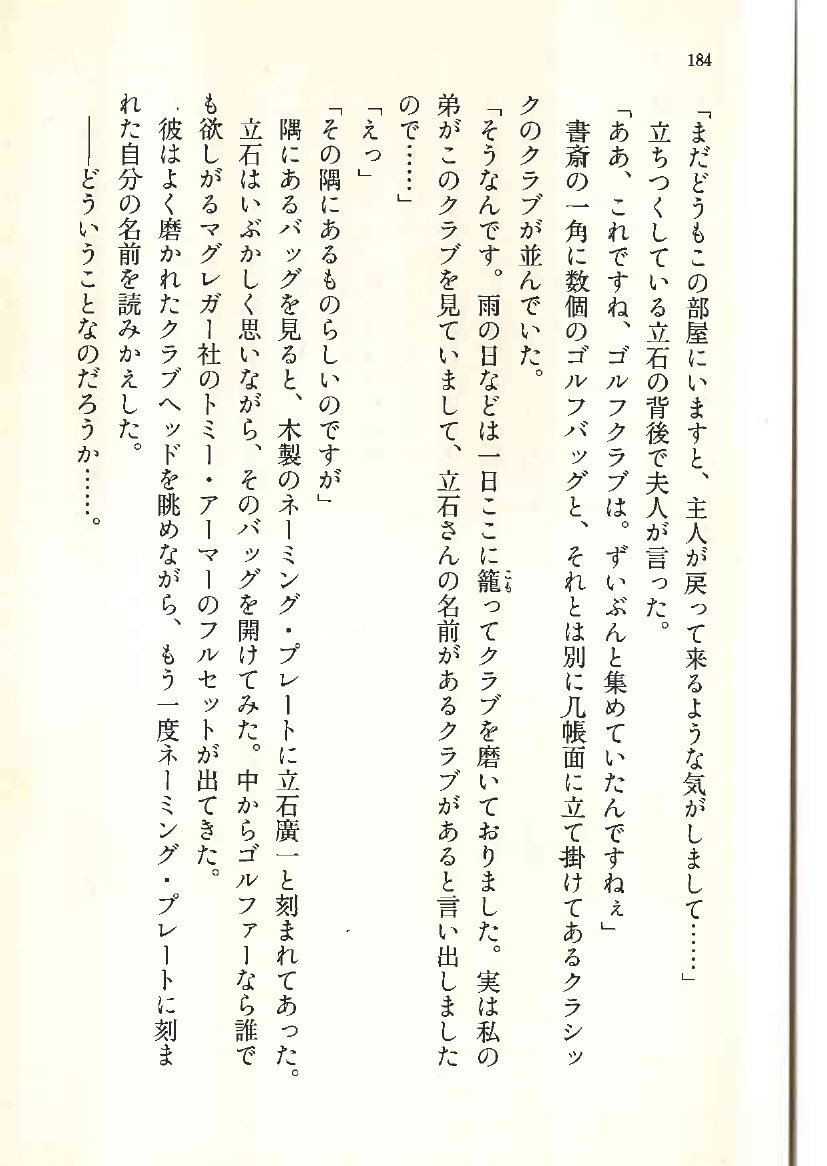 184
「まだどうもこの部屋にいますと、主人が戻って来るような気がしまして……」
立ちつくしている立石の背後で夫人が言った。
「ああ、これですね、ゴルフクラブは。ずいぶんと集めていたんですねぇ」
書斎の一角に数個のゴルフバッグと、それとは別に几帳面に立て掛けてあるクラシッ
クのクラブが並んでいた。
「そうなんです。雨の日などは一日ここに籠ってクラブを磨いておりました。実は私の
こも
弟がこのクラブを見ていまして、立石さんの名前があるクラブがあると言い出しました
ので……」
「えっ」
「その隅にあるものらしいのですが」
隅にあるバッグを見ると、木製のネーミング・プレートに立石廣一と刻まれてあった。
立石はいぶかしく思いながら、そのバッグを開けてみた。中からゴルファーなら誰で
も欲しがるマグレガー社のトミー・アーマーのフルセットが出てきた。
彼はよく磨かれたクラブヘッドを眺めながら、もう一度ネーミング・プレートに刻ま
れた自分の名前を読みかえした。
――どういうことなのだろうか……。